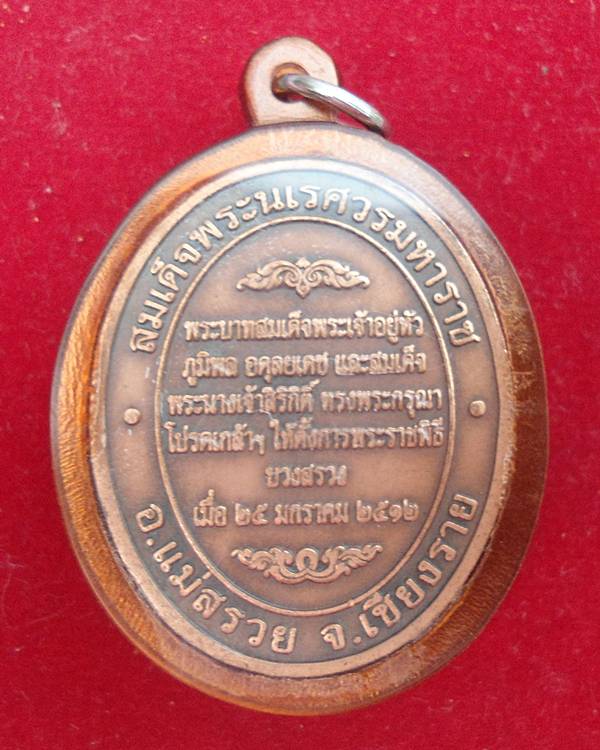 สมเด็จพระนเรศวรมหาราช
พระบาทสมเด็จพระเจ้าอยู่หัว
ภูมิพล อดุลยเดช และสมเด็จ
พระนางเจ้าสิริกิติ์ ทรงพระกรุณา
โปรดเกล้าฯ ให้ตั้งการพระราชพิธี
บวงสรวง
เมื่อ ๒๕ มกราคม ๒๕๑๒
อ.แม่สรวย จ.เชียงราย